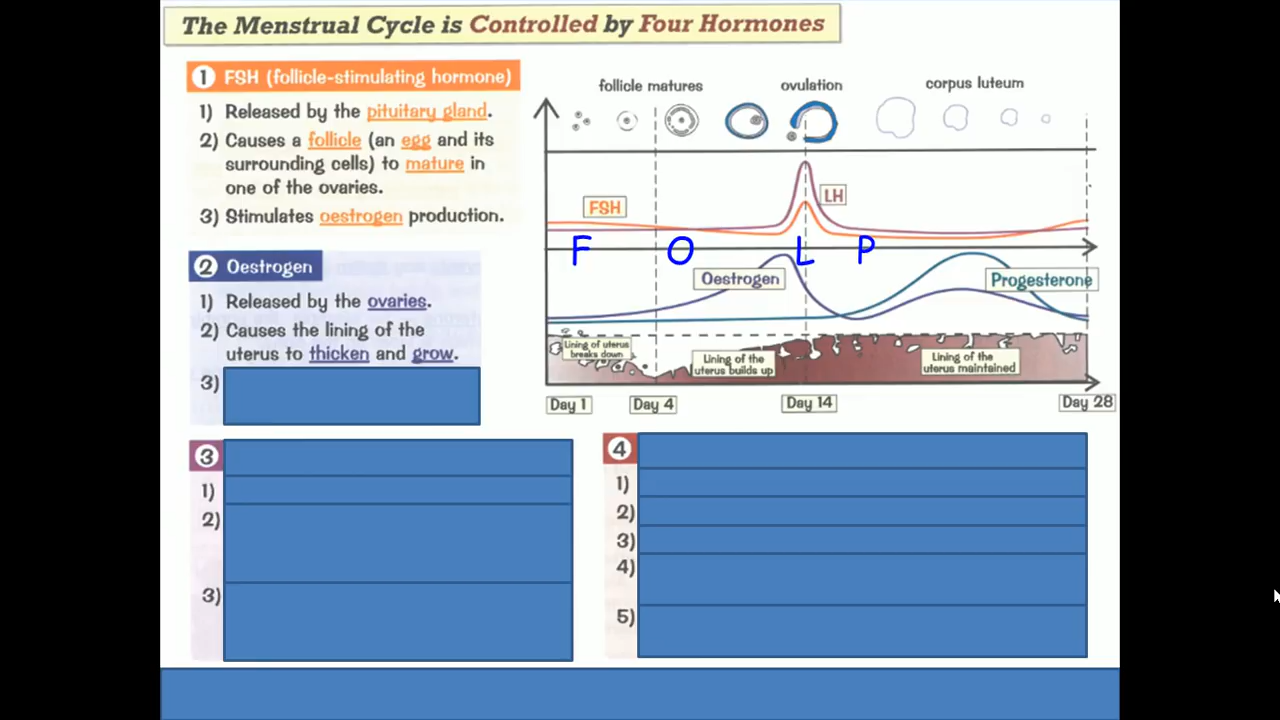 The Menstrual Cycle is Controlled by Four Hormones
1 FSH (follicle-stimulating hormone)
1) Released by the pituitary gland.
2) Causes a follicle (an egg and its
surrounding cells) to mature in
one of the ovaries.
3) Stimulates oestrogen production.
2 Oestrogen
1) Released by the ovaries.
2) Causes the lining of the
uterus to thicken and grow.
3)
follicle matures
ovulation
corpus luteum
FSH
LH
F O L P
Oestrogen
Progesterone
Lining of uterus
breaks down
Lining of the
uterus builds up
Lining of the
uterus maintained
Day 1
Day 4
Day 14
Day 28
3
1)
2)
3)
4
1)
2)
3)
4)
5)